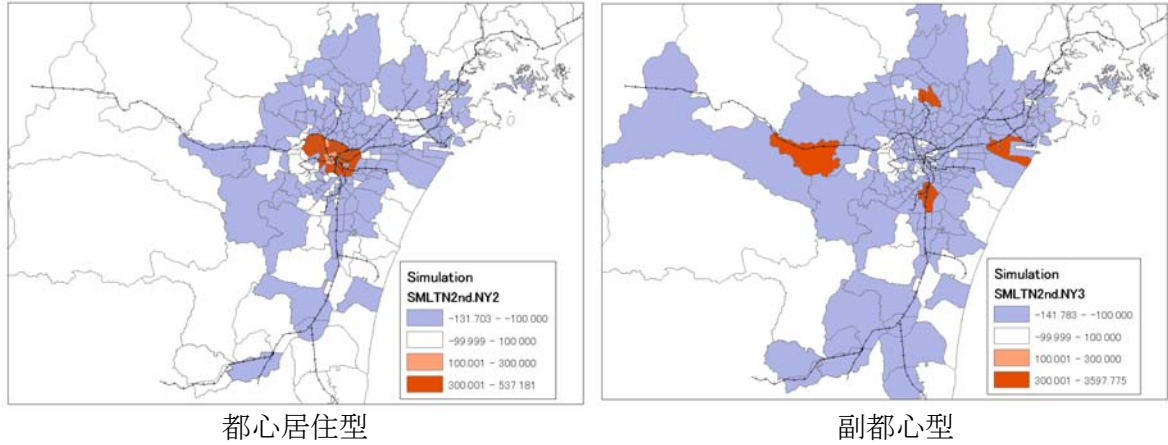 Simulation
SMLTN2nd.NY2
-131.703 - -100.000
-99.999 - 100.000
100.001 - 300.000
300.001 - 537.181
都心居住型
Simulation
SMLTN2nd.NY3
-141.783 - -100.000
-99.999 - 100.000
100.001 - 300.000
300.001 - 3597.775
副都心型